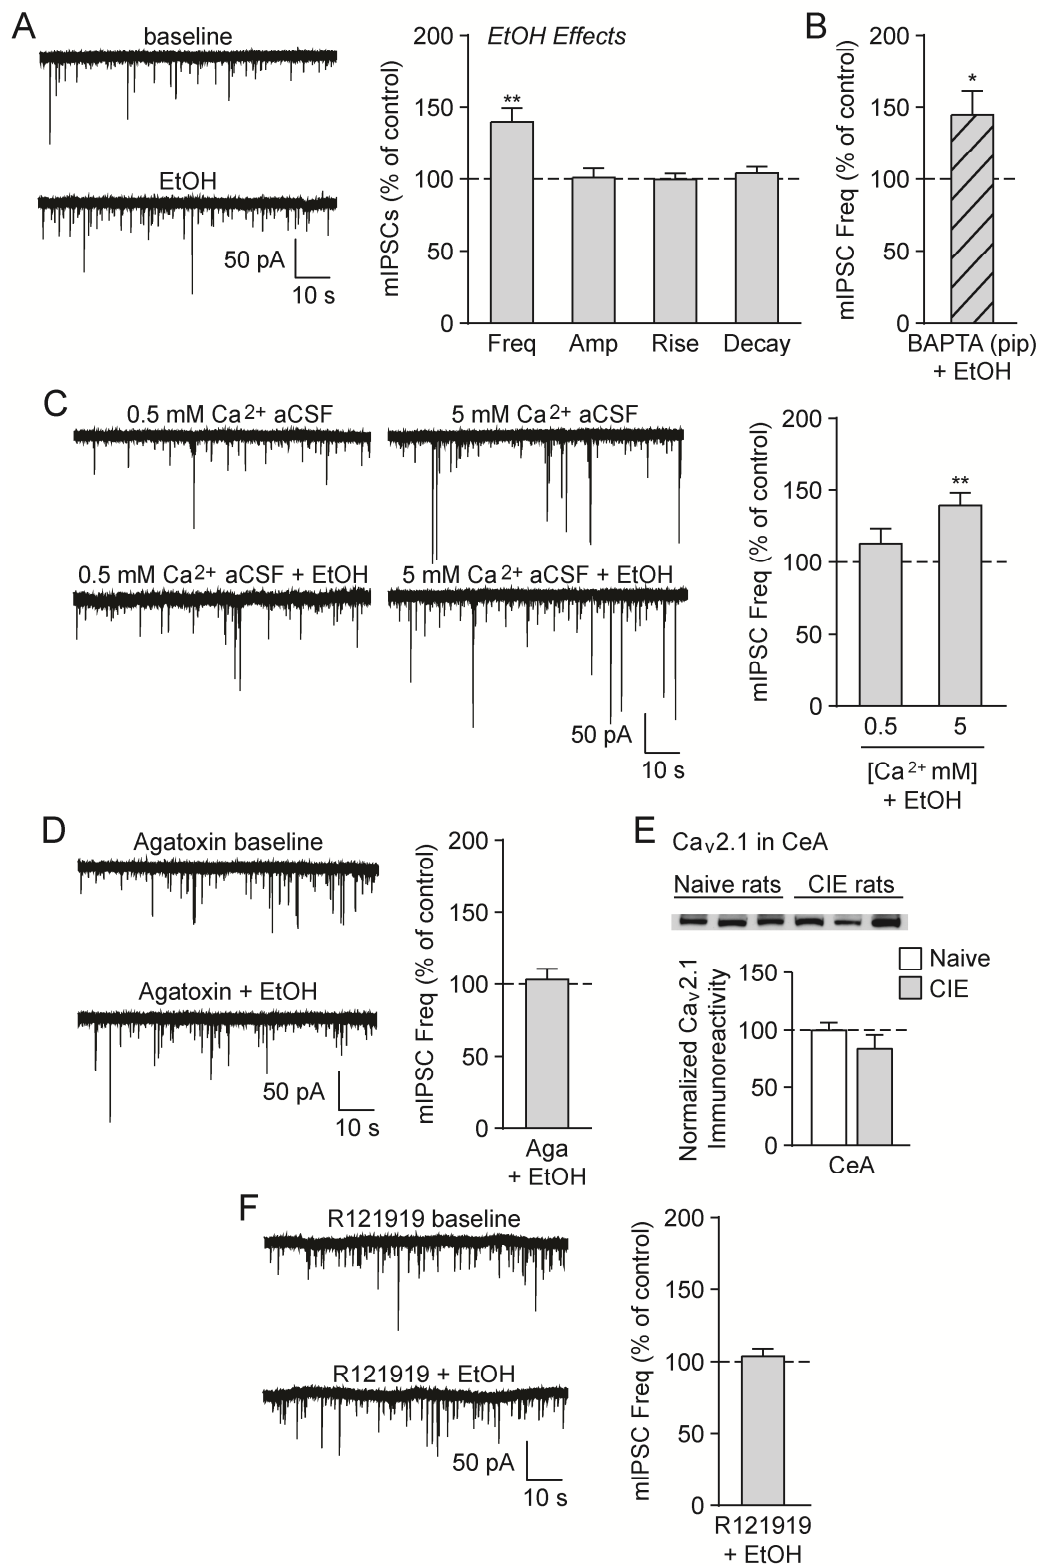 A
baseline
EtOH
50 pA
10 s
mIPSCs (% of control)
200
150
100
50
0
EtOH Effects
**
Freq Amp Rise Decay
B
mIPSC Freq (% of control)
200
150
100
50
0
*
BAPTA (pip)
+ EtOH
C
0.5 mM Ca2+ aCSF
5 mM Ca2+ aCSF
0.5 mM Ca2+ aCSF + EtOH
5 mM Ca2+ aCSF + EtOH
50 pA
10 s
mIPSC Freq (% of control)
200
150
100
50
0
**
0.5 5
[Ca2+ mM]
+ EtOH
D
Agatoxin baseline
Agatoxin + EtOH
50 pA
10 s
mIPSC Freq (% of control)
200
150
100
50
0
Aga
+ EtOH
E
Cav2.1 in CeA
Naive rats CIE rats
Naive
CIE
Normalized Cav2.1
Immunoreactivity
150
100
50
0
CeA
F
R121919 baseline
R121919 + EtOH
50 pA
10 s
mIPSC Freq (% of control)
200
150
100
50
0
R121919
+ EtOH